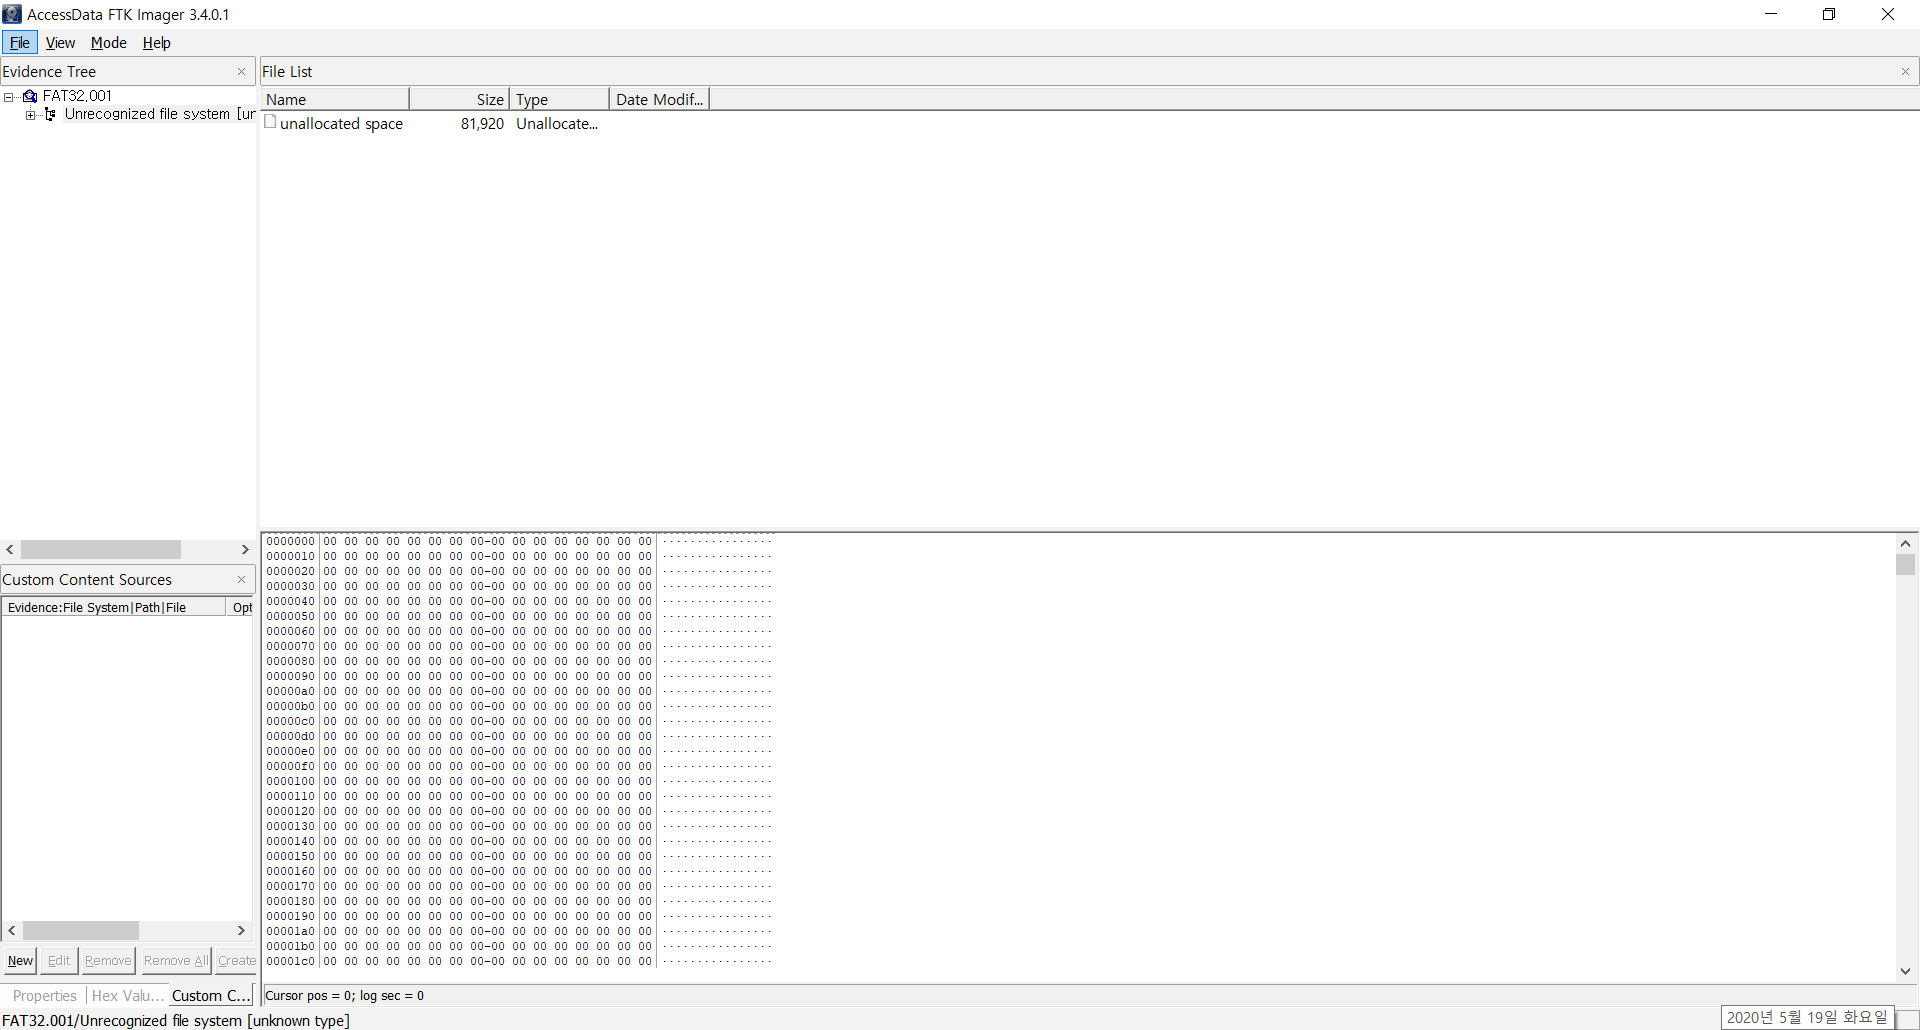 AccessData FTK Imager 3.4.0.1
File View Mode Help
Evidence Tree
FAT32.001
Unrecognized file system [ur
File List
Name Size Type Date Modif...
unallocated space 81,920 Unallocate...
Custom Content Sources
Evidence:File System|Path|File Opt
New Edit Remove Remove All Create
Properties Hex Valu... Custom C...
0000000 00 00 00 00 00 00 00 00-00 00 00 00 00 00 00 00 ················
0000010 00 00 00 00 00 00 00 00-00 00 00 00 00 00 00 00 ················
0000020 00 00 00 00 00 00 00 00-00 00 00 00 00 00 00 00 ················
0000030 00 00 00 00 00 00 00 00-00 00 00 00 00 00 00 00 ················
0000040 00 00 00 00 00 00 00 00-00 00 00 00 00 00 00 00 ················
0000050 00 00 00 00 00 00 00 00-00 00 00 00 00 00 00 00 ················
0000060 00 00 00 00 00 00 00 00-00 00 00 00 00 00 00 00 ················
0000070 00 00 00 00 00 00 00 00-00 00 00 00 00 00 00 00 ················
0000080 00 00 00 00 00 00 00 00-00 00 00 00 00 00 00 00 ················
0000090 00 00 00 00 00 00 00 00-00 00 00 00 00 00 00 00 ················
00000a0 00 00 00 00 00 00 00 00-00 00 00 00 00 00 00 00 ················
00000b0 00 00 00 00 00 00 00 00-00 00 00 00 00 00 00 00 ················
00000c0 00 00 00 00 00 00 00 00-00 00 00 00 00 00 00 00 ················
00000d0 00 00 00 00 00 00 00 00-00 00 00 00 00 00 00 00 ················
00000e0 00 00 00 00 00 00 00 00-00 00 00 00 00 00 00 00 ················
00000f0 00 00 00 00 00 00 00 00-00 00 00 00 00 00 00 00 ················
0000100 00 00 00 00 00 00 00 00-00 00 00 00 00 00 00 00 ················
0000110 00 00 00 00 00 00 00 00-00 00 00 00 00 00 00 00 ················
0000120 00 00 00 00 00 00 00 00-00 00 00 00 00 00 00 00 ················
0000130 00 00 00 00 00 00 00 00-00 00 00 00 00 00 00 00 ················
0000140 00 00 00 00 00 00 00 00-00 00 00 00 00 00 00 00 ················
0000150 00 00 00 00 00 00 00 00-00 00 00 00 00 00 00 00 ················
0000160 00 00 00 00 00 00 00 00-00 00 00 00 00 00 00 00 ················
0000170 00 00 00 00 00 00 00 00-00 00 00 00 00 00 00 00 ················
0000180 00 00 00 00 00 00 00 00-00 00 00 00 00 00 00 00 ················
0000190 00 00 00 00 00 00 00 00-00 00 00 00 00 00 00 00 ················
00001a0 00 00 00 00 00 00 00 00-00 00 00 00 00 00 00 00 ················
00001b0 00 00 00 00 00 00 00 00-00 00 00 00 00 00 00 00 ················
00001c0 00 00 00 00 00 00 00 00-00 00 00 00 00 00 00 00 ················
Cursor pos = 0; log sec = 0
FAT32.001/Unrecognized file system [unknown type]
2020년 5월 19일 화요일